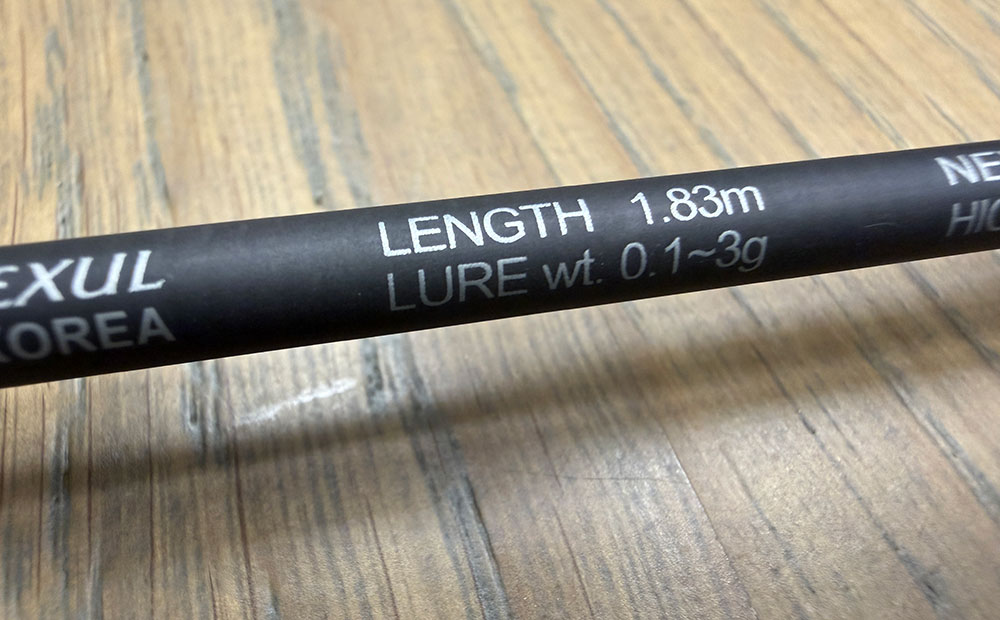 EXUL
KOREA
LENGTH 1.83m
LURE wt. 0.1~3g